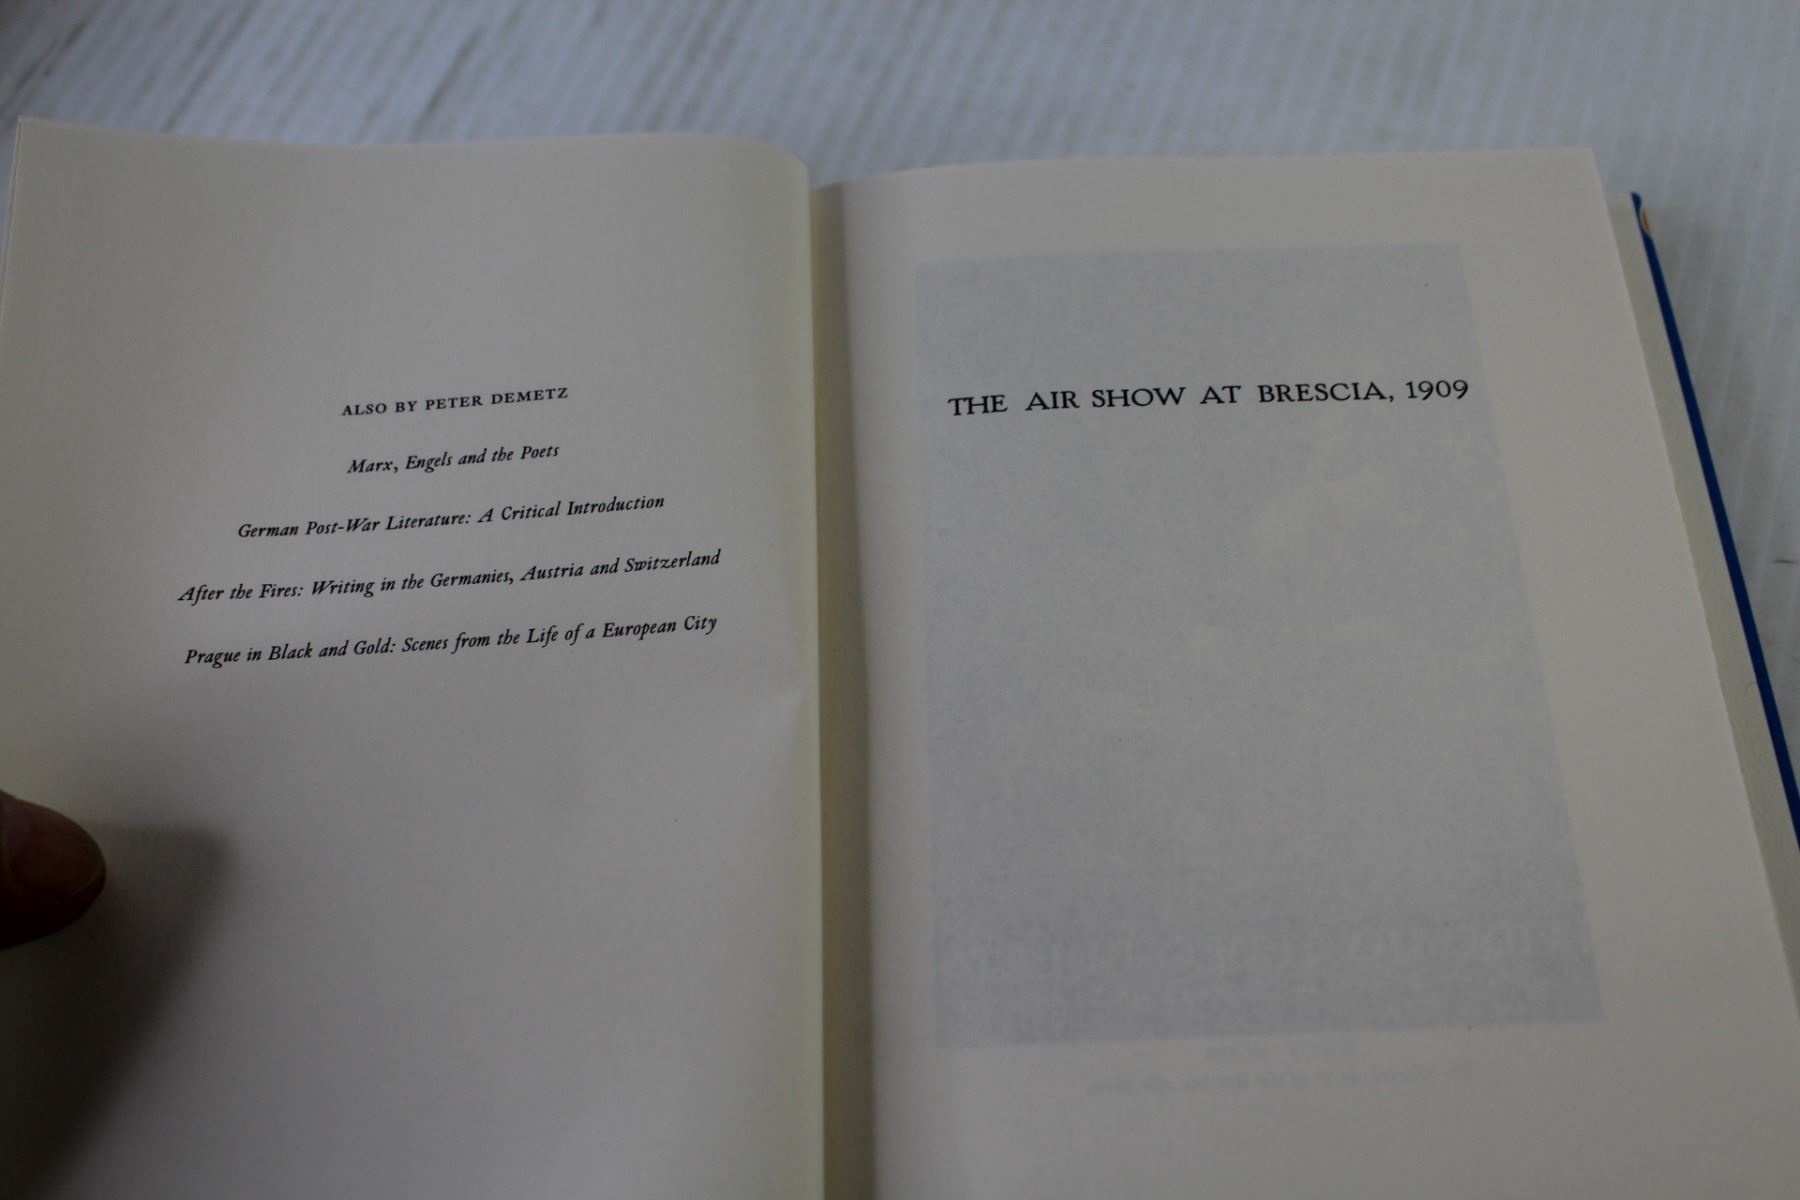 ALSO BY PETER DEMETZ
Marx, Engels and the Poets
German Post-War Literature: A Critical Introduction
After the Fires: Writing in the Germanies, Austria and Switzerland
Prague in Black and Gold: Scenes from the Life of a European City
THE AIR SHOW AT BRESCIA, 1909